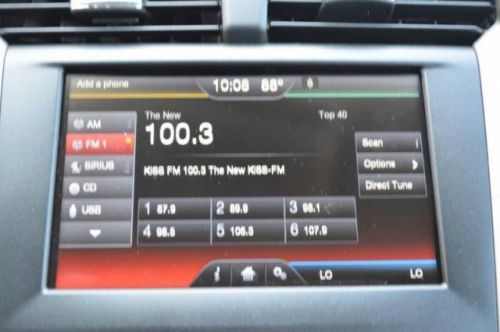 Add a phone 10:08 88°
AM
FM 1
SIRIUS
CD
USB
The New Top 40
100.3
KISS FM 100.3 The New KISS-FM
1 87.9 2 89.9 3 98.1
4 96.5 5 106.3 6 107.9
Scan
Options >
Direct Tune
i LO LO